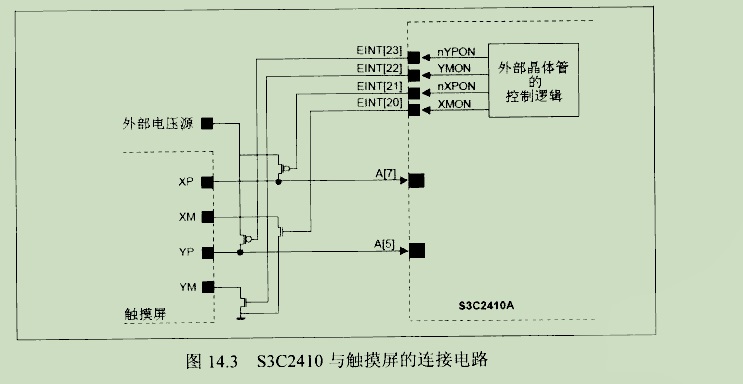 EINT[23] nYPON
EINT[22] YMON
EINT[21] nXPON
EINT[20] XMON
外部晶体管
的
控制逻辑
外部电压源
XP
A[7]
XM
YP
A[5]
YM
触摸屏
S3C2410A
图 14.3 S3C2410 与触摸屏的连接电路